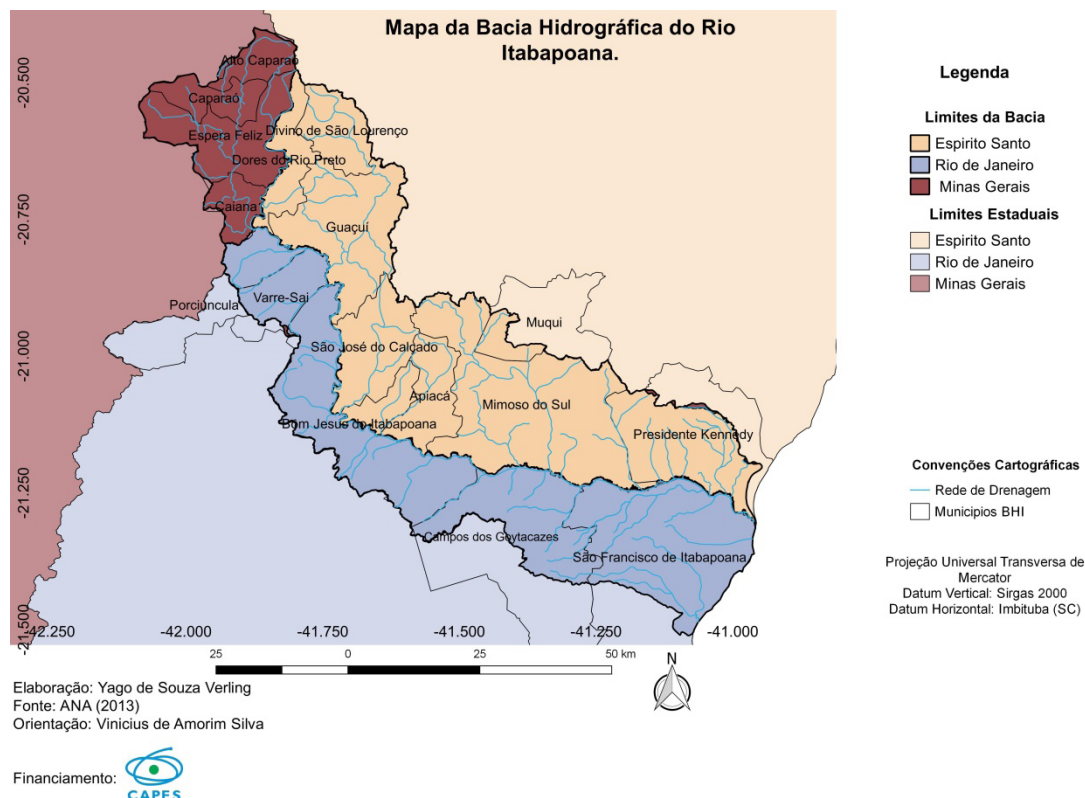 Mapa da Bacia Hidrográfica do Rio
Itabapoana.
-20.500
-20.750
-21.000
-21.250
-21.500
Alto Caparaó
Caparaó
Espera Feliz
Divino de São Lourenço
Dores do Rio Preto
Caiana
Guaçuí
Porciúncula
Varre-Sai
Muqui
São José do Calçado
Apiacá
Mimoso do Sul
Bom Jesus do Itabapoana
Presidente Kennedy
Campos dos Goytacazes
São Francisco de Itabapoana
-42.250
-42.000
-41.750
-41.500
-41.250
-41.000
25
0
25
50 km
N
Legenda
Limites da Bacia
Espirito Santo
Rio de Janeiro
Minas Gerais
Limites Estaduais
Espirito Santo
Rio de Janeiro
Minas Gerais
Convenções Cartográficas
Rede de Drenagem
Municipios BHI
Projeção Universal Transversa de
Mercator
Datum Vertical: Sirgas 2000
Datum Horizontal: Imbituba (SC)
Elaboração: Yago de Souza Verling
Fonte: ANA (2013)
Orientação: Vinicius de Amorim Silva
Financiamento:
CAPES